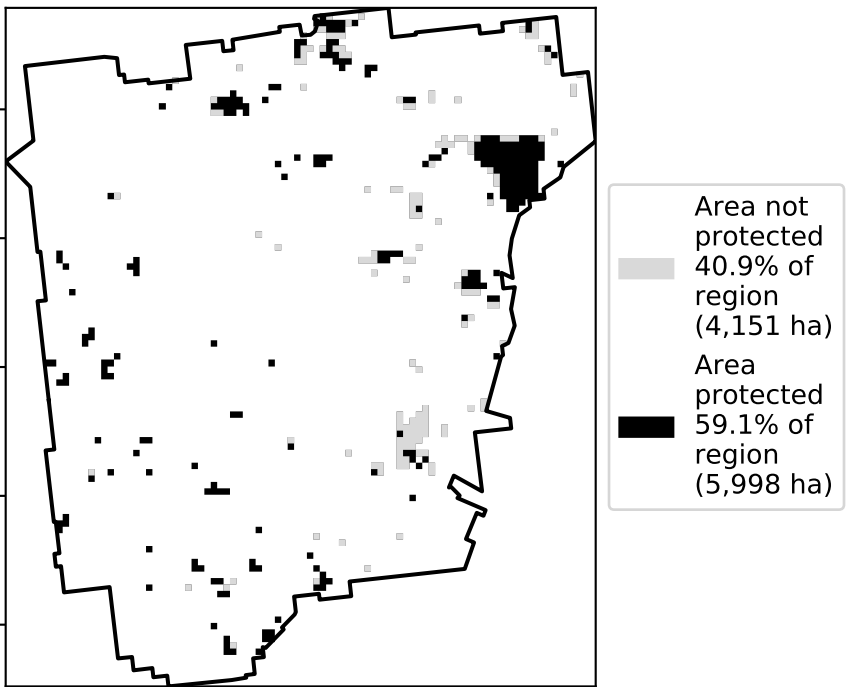 Area not
protected
40.9% of
region
(4,151 ha)
Area
protected
59.1% of
region
(5,998 ha)